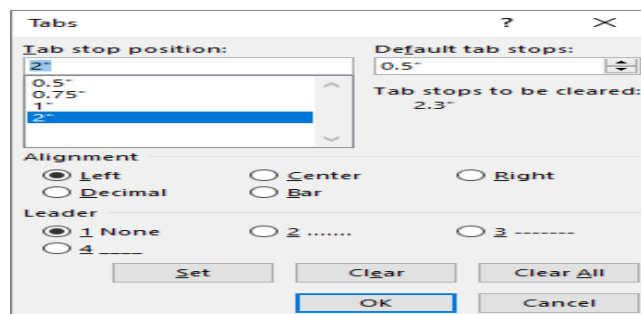 Tabs ?
Tab stop position: Default tab stops:
2" 0.5"
0.5"
0.75"
1"
2"
Tab stops to be cleared:
2.3"
Alignment
Left Center Right
Decimal Bar
Leader
1 None 2 ....... 3 -------
4 ____
Set Clear Clear All
OK Cancel